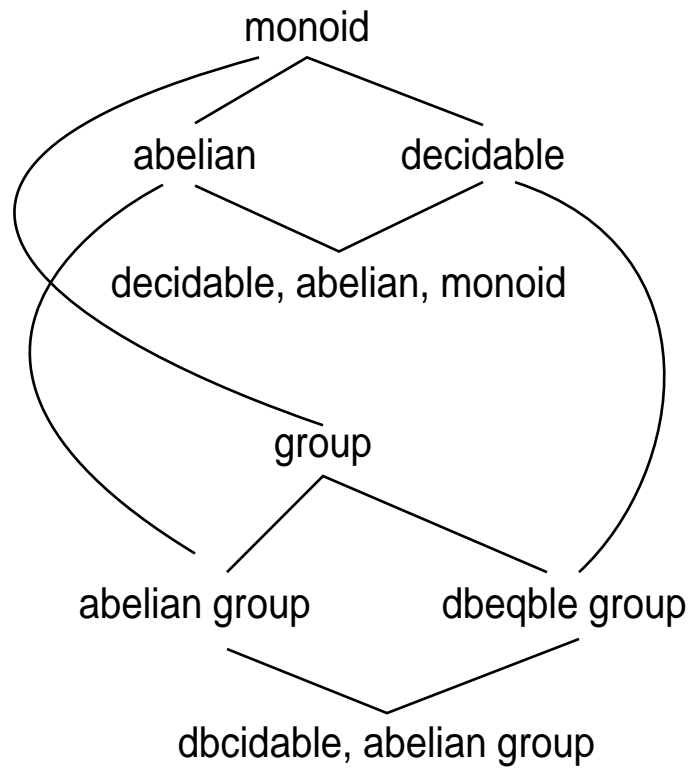 monoid
abelian decidable
decidable, abelian, monoid
group
abelian group dbeqble group
dbcidable, abelian group